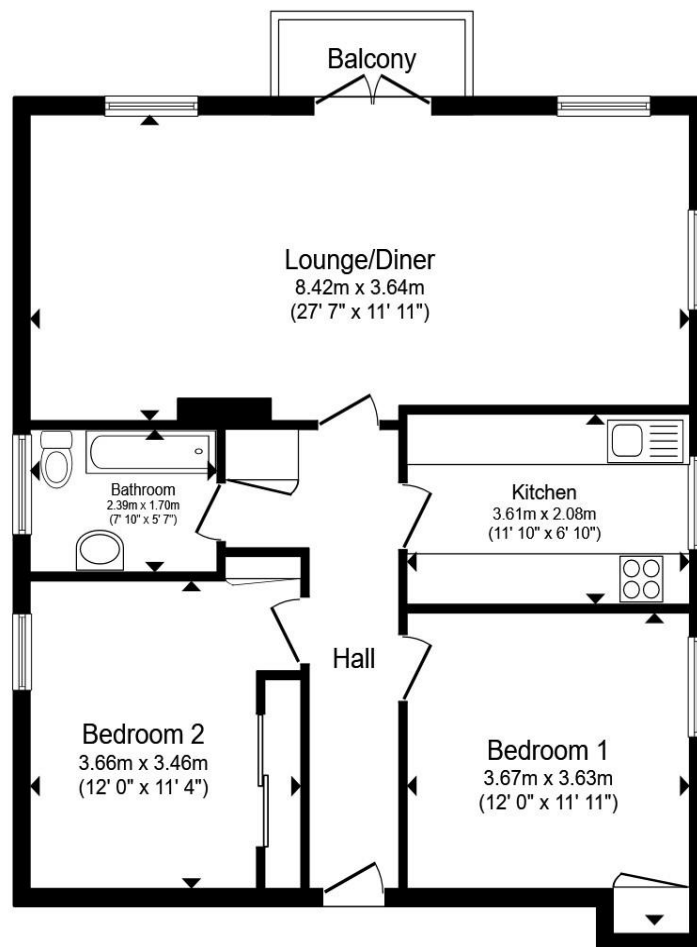 Balcony
Lounge/Diner
8.42m x 3.64m
(27' 7" x 11' 11")
Bathroom
2.39m x 1.70m
(7' 10" x 5' 7")
Kitchen
3.61m x 2.08m
(11' 10" x 6' 10")
Hall
Bedroom 2
3.66m x 3.46m
(12' 0" x 11' 4")
Bedroom 1
3.67m x 3.63m
(12' 0" x 11' 11")